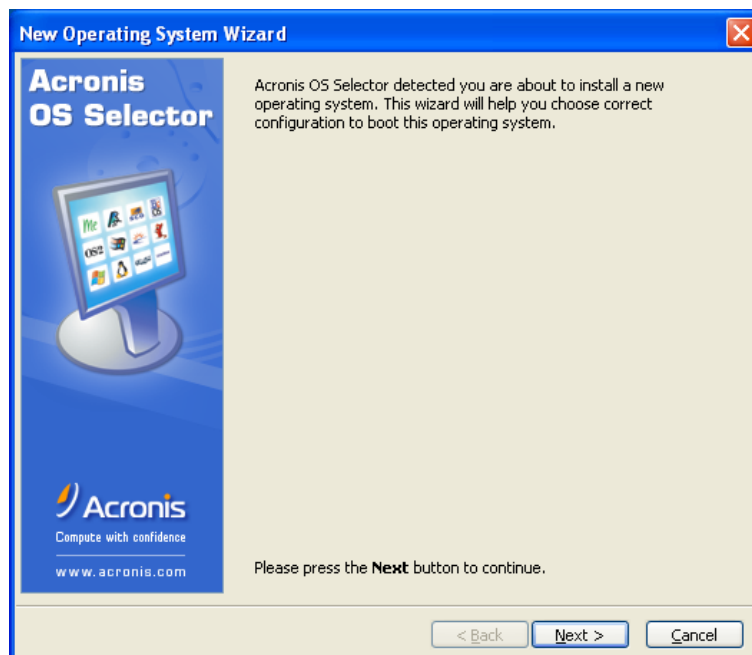 New Operating System Wizard
Acronis
OS Selector
Acronis OS Selector detected you are about to install a new
operating system. This wizard will help you choose correct
configuration to boot this operating system.
Me
OS2
Acronis
Compute with confidence
www.acronis.com
Please press the Next button to continue.
< Back
Next >
Cancel